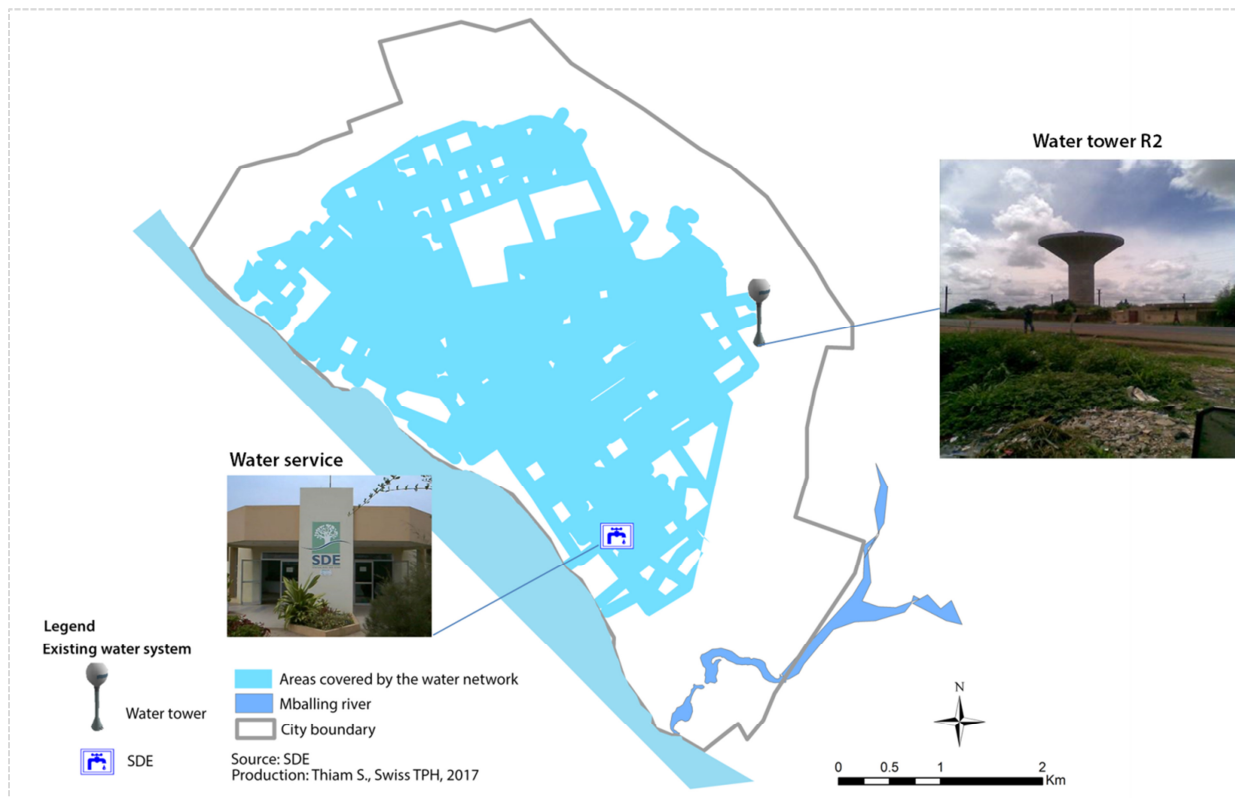 Water tower R2
Water service
SDE
Legend
Existing water system
Water tower
SDE
Areas covered by the water network
Mballing river
City boundary
Source: SDE
Production: Thiam S., Swiss TPH, 2017
N
0 0.5 1 2
Km